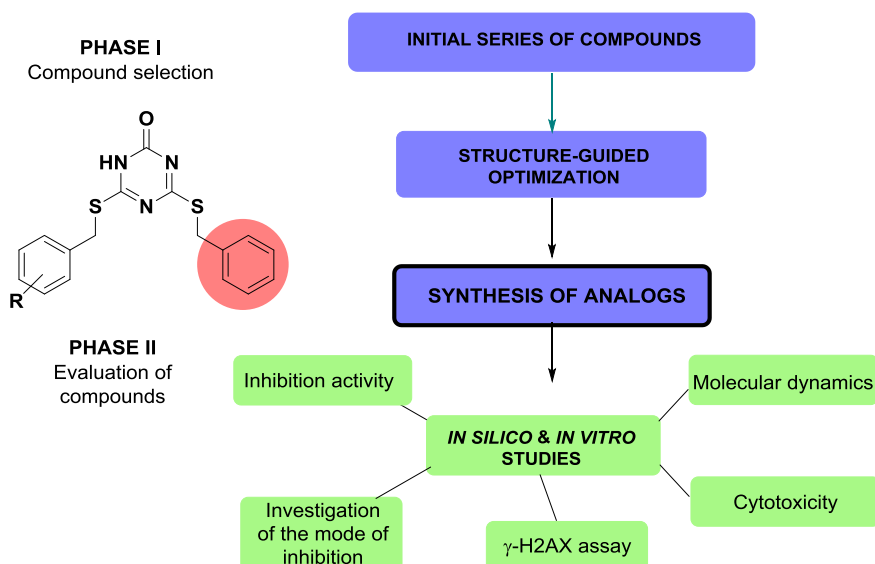 PHASE I
Compound selection
O
HN
N
S
N
S
R
PHASE II
Evaluation of
compounds
INITIAL SERIES OF COMPOUNDS
STRUCTURE-GUIDED
OPTIMIZATION
SYNTHESIS OF ANALOGS
Inhibition activity
Molecular dynamics
IN SILICO & IN VITRO
STUDIES
Investigation
of the mode of
inhibition
γ-H2AX assay
Cytotoxicity